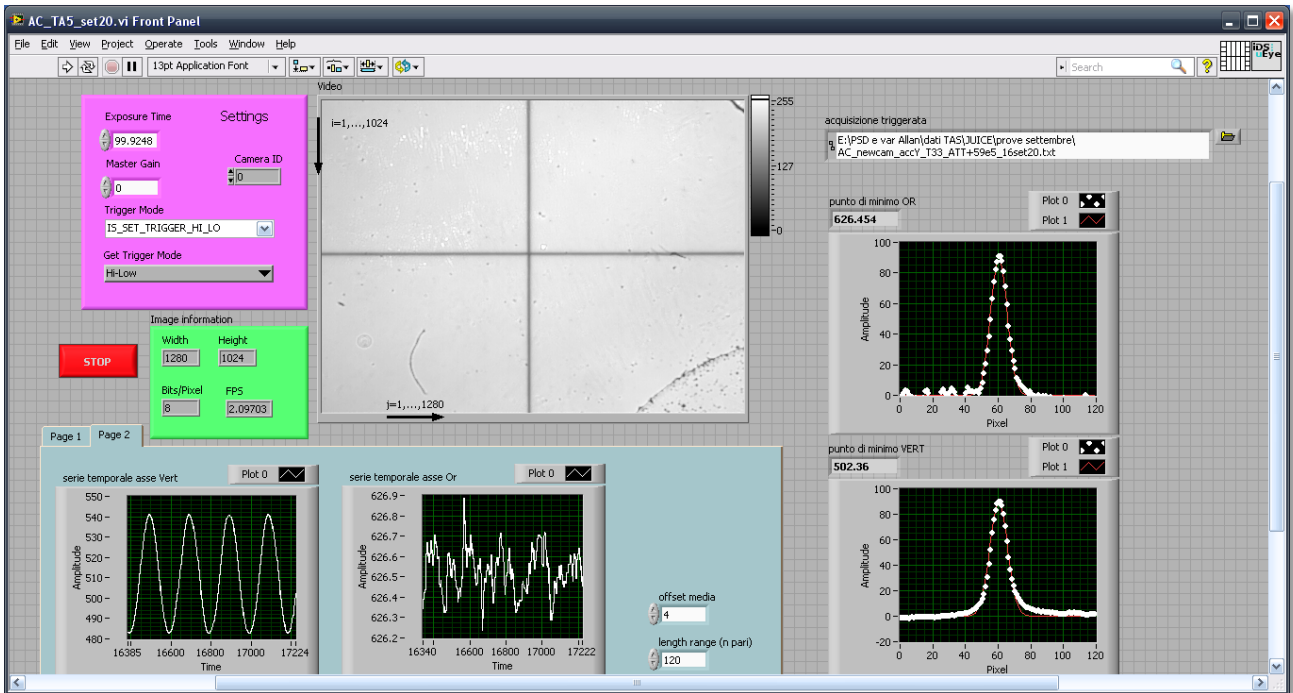 AC_TA5_set20.vi Front Panel
File Edit View Project Operate Tools Window Help
13pt Application Font
Search
iDS
uEye
Settings
Exposure Time
99.9248
Master Gain
0
Camera ID
0
Trigger Mode
IS_SET_TRIGGER_HI_LO
Get Trigger Mode
Hi-Low
STOP
Image information
Width Height
1280 1024
Bits/Pixel FPS
8 2.09703
Video
i=1,...,1024
j=1,...,1280
255
127
0
acquisizione triggerata
E:\PSD e var Allan\dati TAS\JUICE\prove settembre\
AC_newcam_accY_T33_ATT+59e5_16set20.txt
punto di minimo OR
626.454
Plot 0
Plot 1
100
80
60
40
20
0
Amplitude
0 20 40 60 80 100 120
Pixel
punto di minimo VERT
502.36
Plot 0
Plot 1
100
80
60
40
20
0
-20
Amplitude
0 20 40 60 80 100 120
Pixel
Page 1 Page 2
serie temporale asse Vert
Plot 0
550
540
530
520
510
500
490
480
Amplitude
16385 16600 16800 17000 17224
Time
serie temporale asse Or
Plot 0
626.9
626.8
626.7
626.6
626.5
626.4
626.3
626.2
Amplitude
16340 16600 16800 17000 17222
Time
offset media
4
length range (n pari)
120